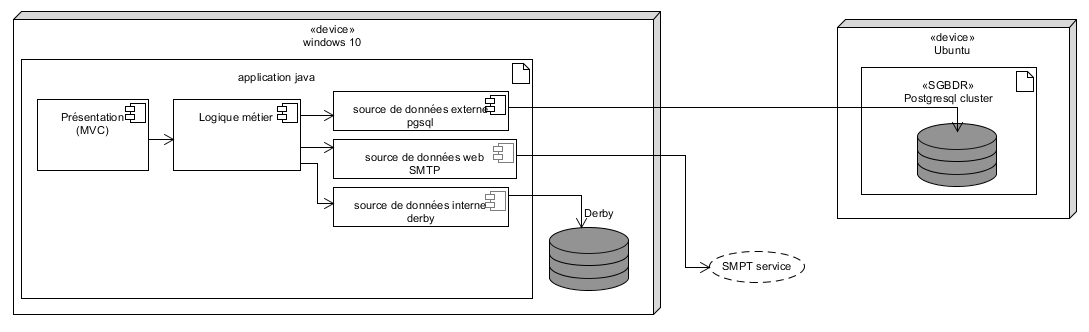 «device»
windows 10
application java
Présentation
(MVC)
Logique métier
source de données externe
pgsql
source de données web
SMTP
source de données interne
derby
Derby
SMPT service
«device»
Ubuntu
«SGBDR»
Postgresql cluster